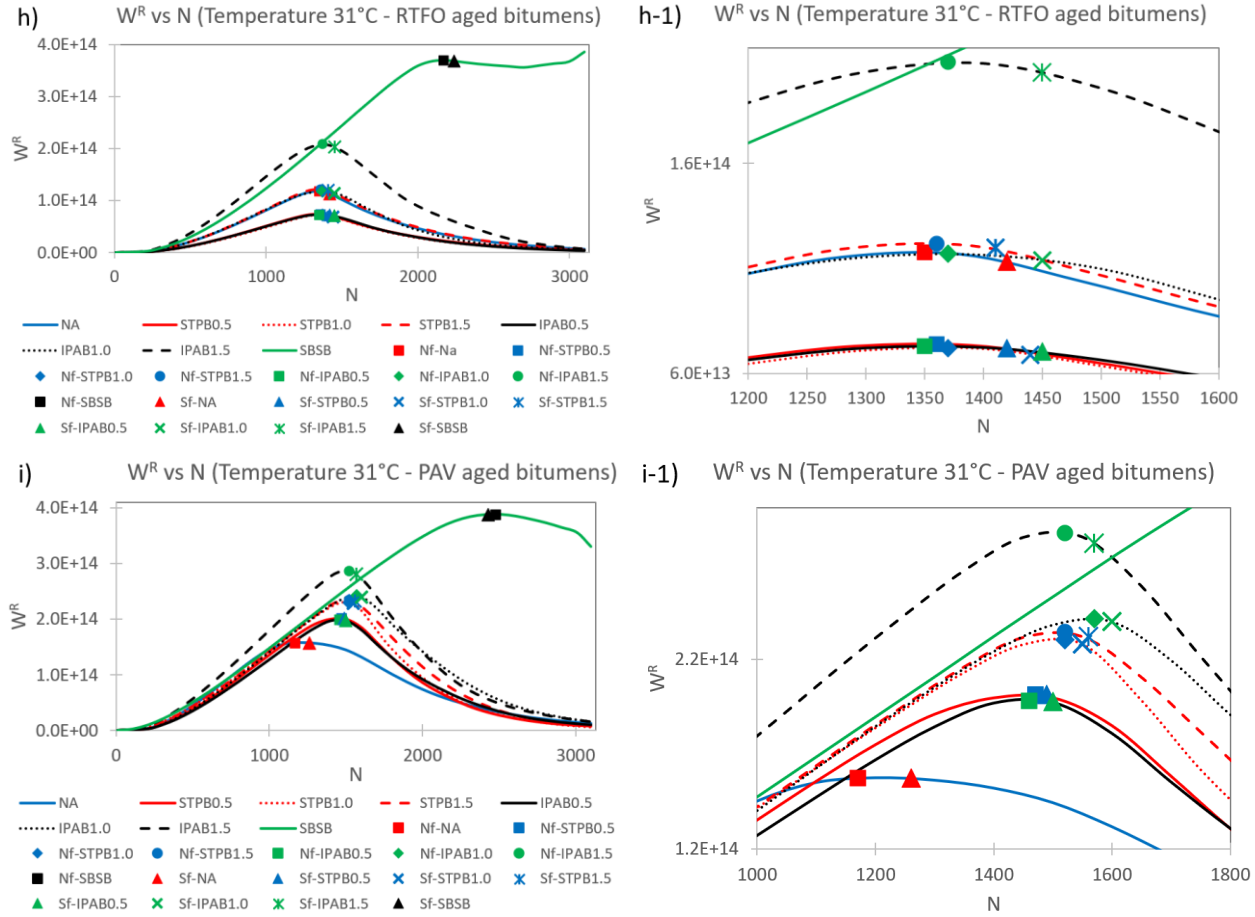 h) W^R vs N (Temperature 31°C - RTFO aged bitumens)
4.0E+14
3.0E+14
W^R
2.0E+14
1.0E+14
0.0E+00
0 1000 2000 3000
N
NA STPB0.5 STPB1.0 STPB1.5 IPAB0.5
IPAB1.0 IPAB1.5 SBSB Nf-Na Nf-STPB0.5
Nf-STPB1.0 Nf-STPB1.5 Nf-IPAB0.5 Nf-IPAB1.0 Nf-IPAB1.5
Nf-SBSB Sf-NA Sf-STPB0.5 Sf-STPB1.0 Sf-STPB1.5
Sf-IPAB0.5 Sf-IPAB1.0 Sf-IPAB1.5 Sf-SBSB
h-1) W^R vs N (Temperature 31°C - RTFO aged bitumens)
1.6E+14
W^R
6.0E+13
1200 1250 1300 1350 1400 1450 1500 1550 1600
N
i) W^R vs N (Temperature 31°C - PAV aged bitumens)
4.0E+14
3.0E+14
W^R
2.0E+14
1.0E+14
0.0E+00
0 1000 2000 3000
N
NA STPB0.5 STPB1.0 STPB1.5 IPAB0.5
IPAB1.0 IPAB1.5 SBSB Nf-NA Nf-STPB0.5
Nf-STPB1.0 Nf-STPB1.5 Nf-IPAB0.5 Nf-IPAB1.0 Nf-IPAB1.5
Nf-SBSB Sf-NA Sf-STPB0.5 Sf-STPB1.0 Sf-STPB1.5
Sf-IPAB0.5 Sf-IPAB1.0 Sf-IPAB1.5 Sf-SBSB
i-1) W^R vs N (Temperature 31°C - PAV aged bitumens)
2.2E+14
W^R
1.2E+14
1000 1200 1400 1600 1800
N